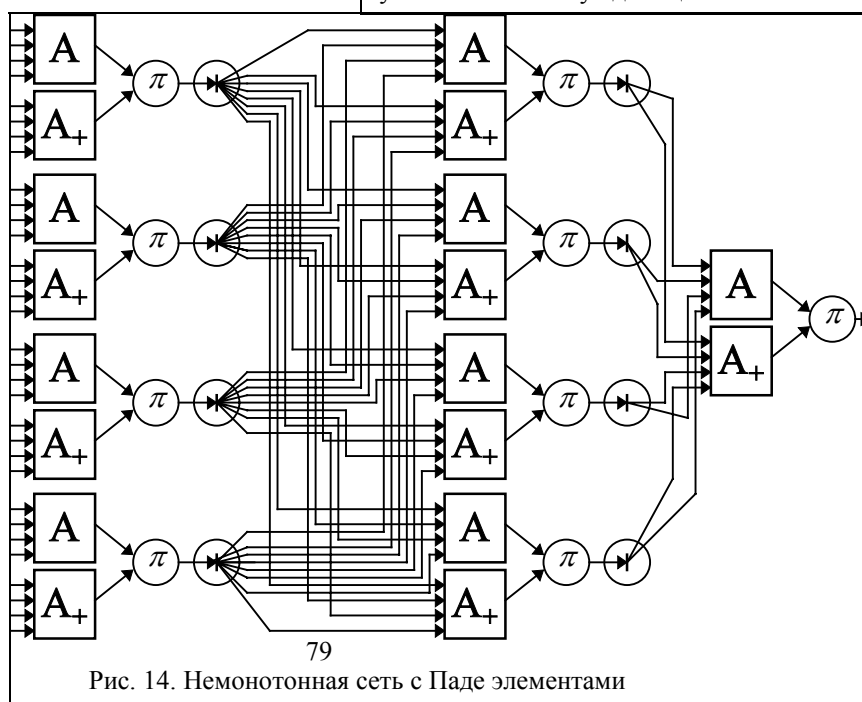 A π A π
A₊ A₊
A π A π
A₊ A₊ A π
A₊
A π A π
A₊ A₊
A π A π
A₊ A₊
79
Рис. 14. Немонотонная сеть с Паде элементами